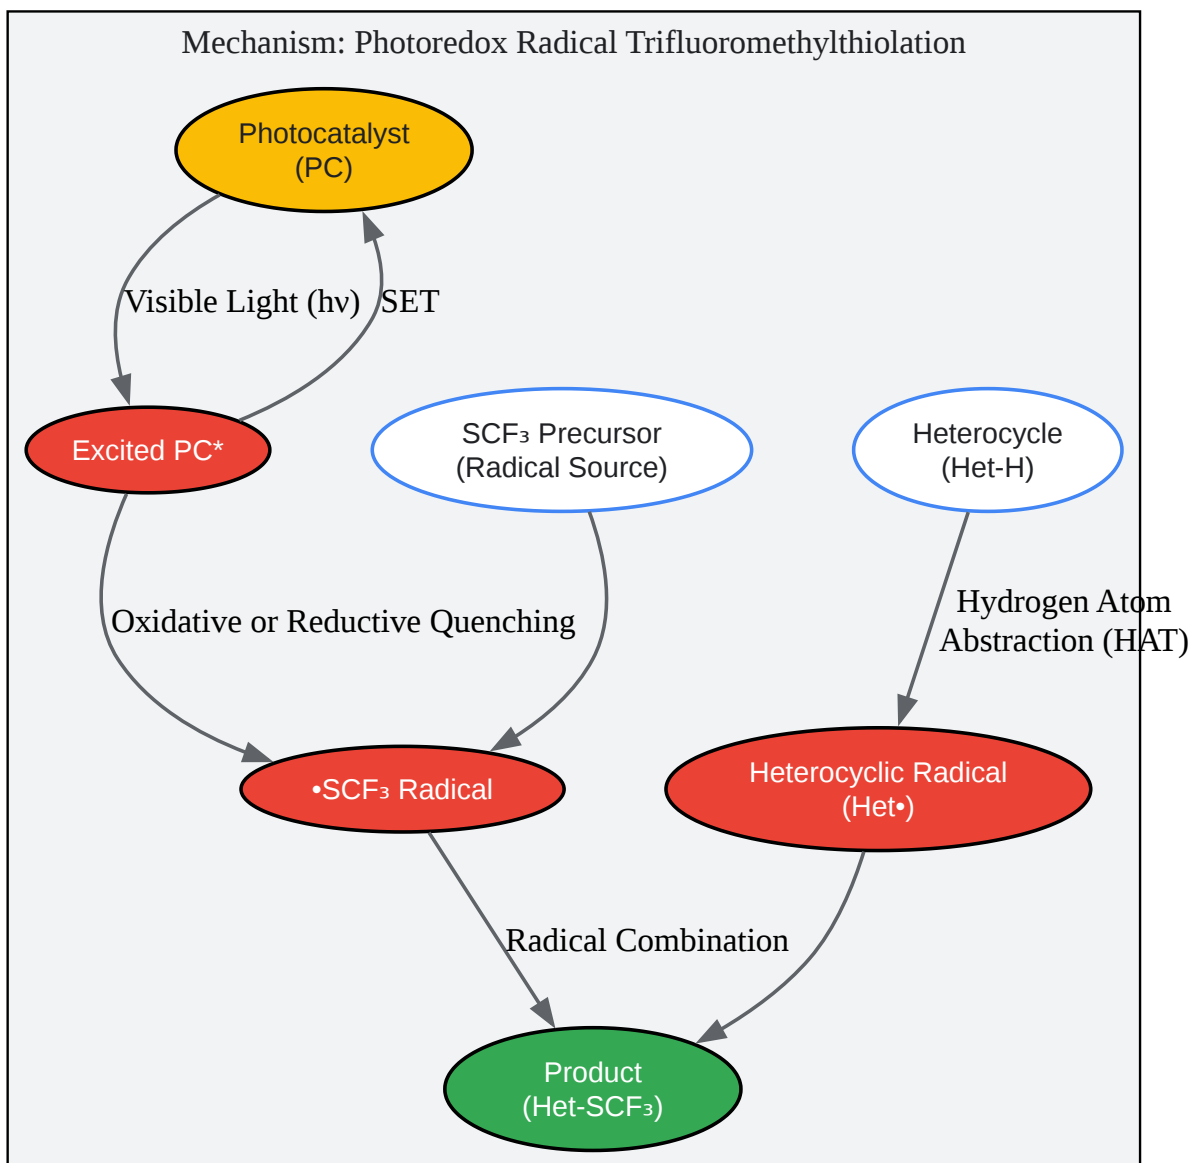 Mechanism: Photoredox Radical Trifluoromethylthiolation
Photocatalyst
(PC)
Visible Light (hν)
SET
Excited PC*
SCF₃ Precursor
(Radical Source)
Heterocycle
(Het-H)
Oxidative or Reductive Quenching
Hydrogen Atom
Abstraction (HAT)
•SCF₃ Radical
Heterocyclic Radical
(Het•)
Radical Combination
Product
(Het-SCF₃)